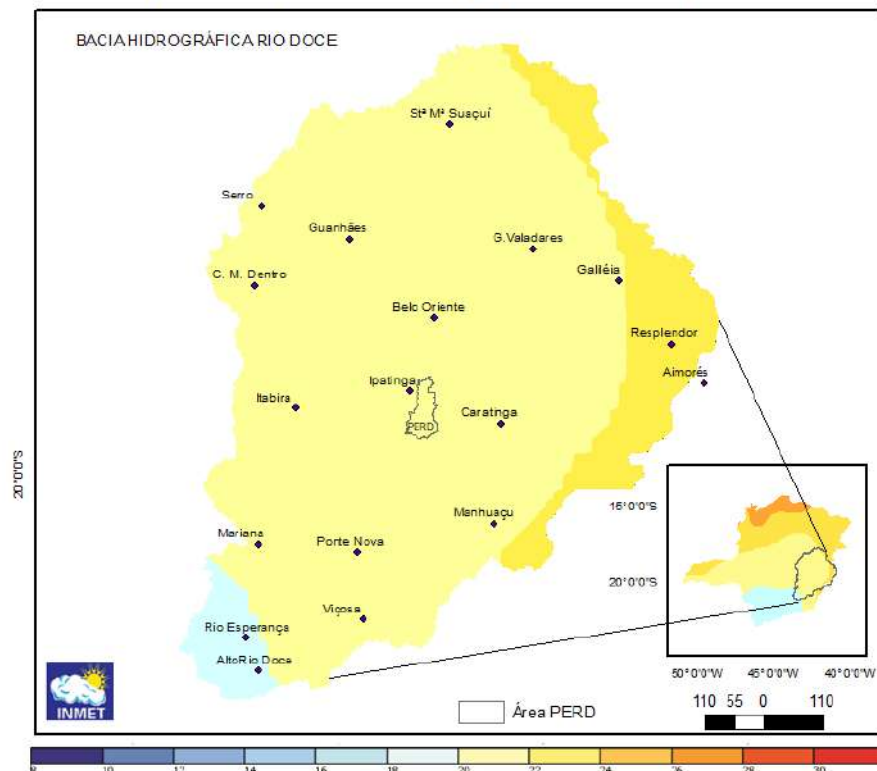 BACIA HIDROGRÁFICA RIO DOCE
Stª Mª Suaçuí
Serro
Guanhães
G.Valadares
C. M. Dentro
Galiléia
Belo Oriente
Resplendor
Aimorés
Ipatinga
Itabira
Caratinga
PERD
20°0'0"S
Manhuaçu
Mariana
Porte Nova
Viçosa
Rio Esperança
Alto Rio Doce
INMET
15°0'0"S
20°0'0"S
50°0'0"W 45°0'0"W 40°0'0"W
Área PERD
110 55 0 110
8 10 12 14 16 18 20 22 24 26 28 30